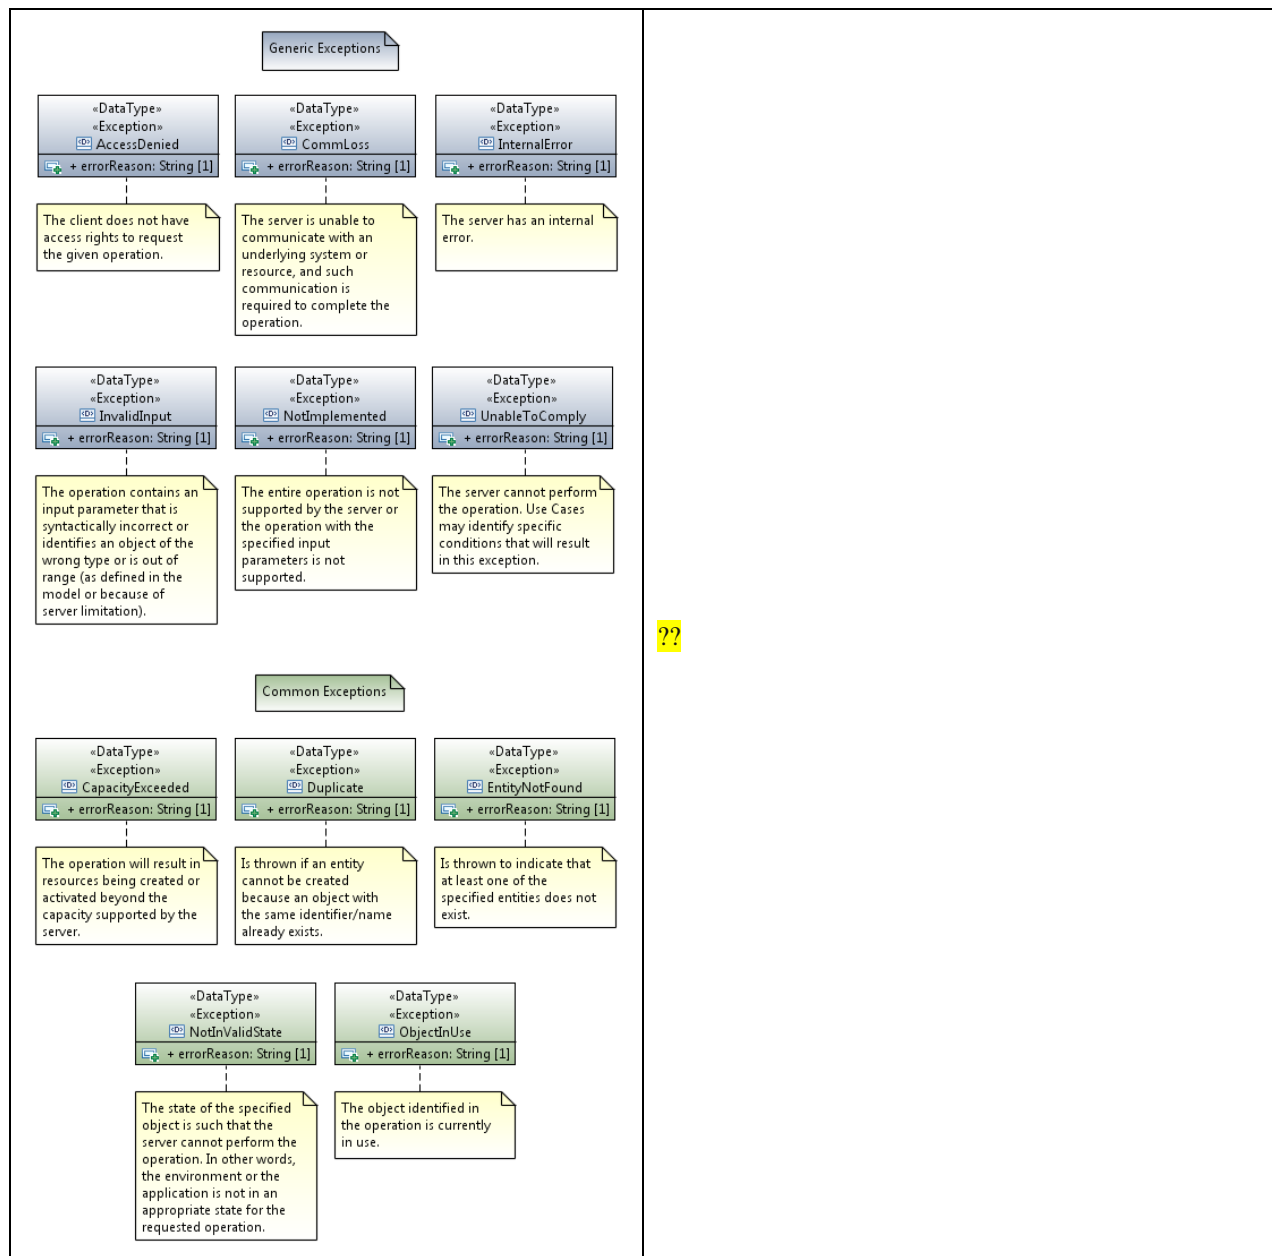 Generic Exceptions
«DataType»
«Exception»
<D> AccessDenied
+ errorReason: String [1]
The client does not have
access rights to request
the given operation.
«DataType»
«Exception»
<D> CommLoss
+ errorReason: String [1]
The server is unable to
communicate with an
underlying system or
resource, and such
communication is
required to complete the
operation.
«DataType»
«Exception»
<D> InternalError
+ errorReason: String [1]
The server has an internal
error.
«DataType»
«Exception»
<D> InvalidInput
+ errorReason: String [1]
The operation contains an
input parameter that is
syntactically incorrect or
identifies an object of the
wrong type or is out of
range (as defined in the
model or because of
server limitation).
«DataType»
«Exception»
<D> NotImplemented
+ errorReason: String [1]
The entire operation is not
supported by the server or
the operation with the
specified input
parameters is not
supported.
«DataType»
«Exception»
<D> UnableToComply
+ errorReason: String [1]
The server cannot perform
the operation. Use Cases
may identify specific
conditions that will result
in this exception.
Common Exceptions
«DataType»
«Exception»
<D> CapacityExceeded
+ errorReason: String [1]
The operation will result in
resources being created or
activated beyond the
capacity supported by the
server.
«DataType»
«Exception»
<D> Duplicate
+ errorReason: String [1]
Is thrown if an entity
cannot be created
because an object with
the same identifier/name
already exists.
«DataType»
«Exception»
<D> EntityNotFound
+ errorReason: String [1]
Is thrown to indicate that
at least one of the
specified entities does not
exist.
«DataType»
«Exception»
<D> NotInValidState
+ errorReason: String [1]
The state of the specified
object is such that the
server cannot perform the
operation. In other words,
the environment or the
application is not in an
appropriate state for the
requested operation.
«DataType»
«Exception»
<D> ObjectInUse
+ errorReason: String [1]
The object identified in
the operation is currently
in use.
??